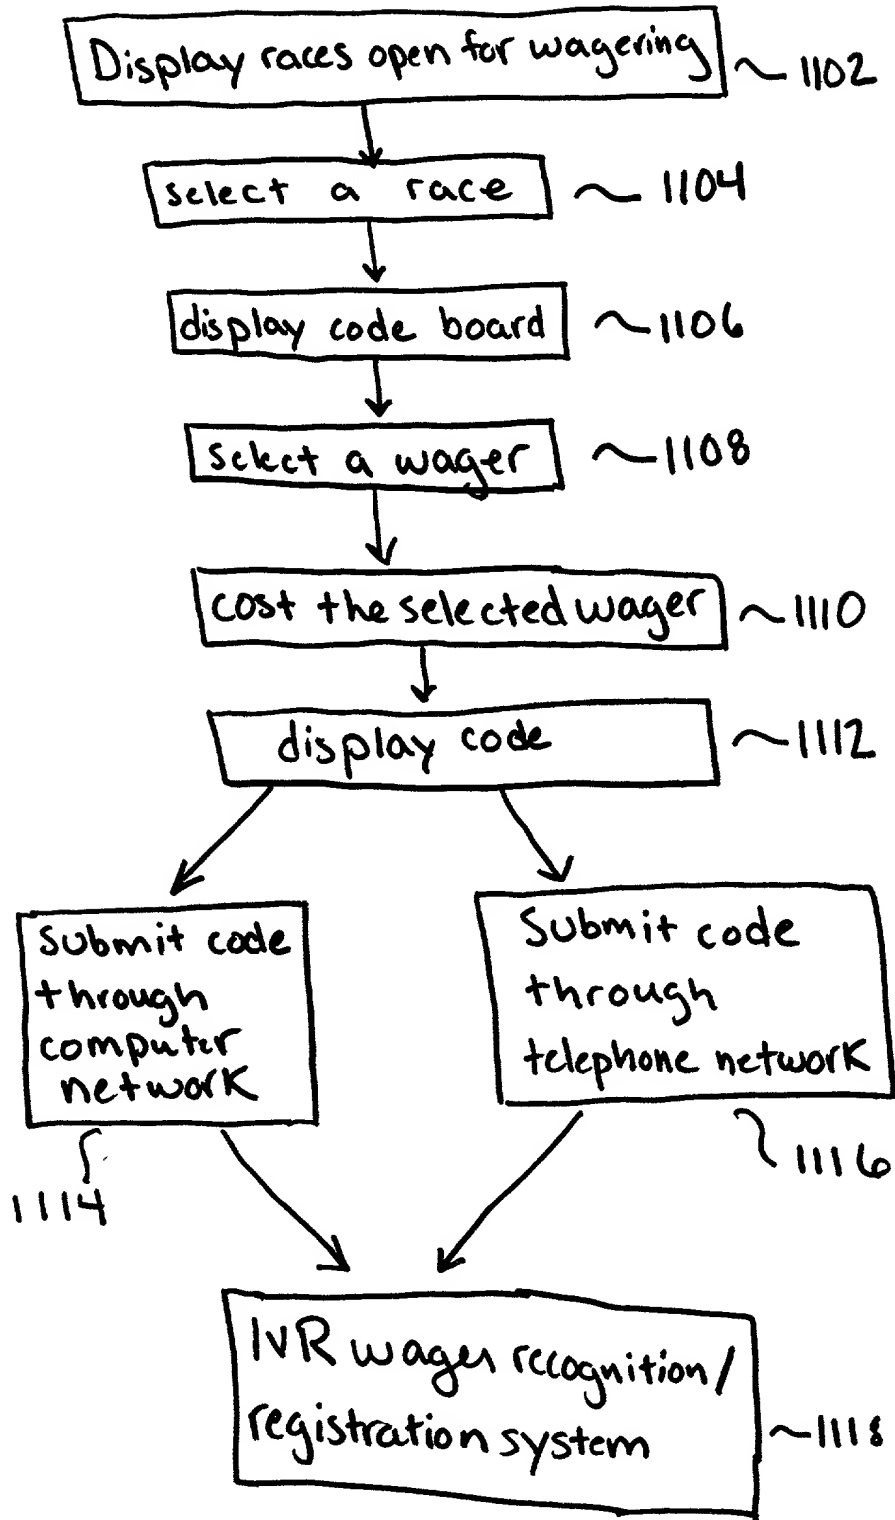 Display races open for wagering
1102
select a race
1104
display code board
1106
select a wager
1108
cost the selected wager
1110
display code
1112
Submit code
through
computer
network
1114
Submit code
through
telephone network
1116
IVR wager recognition/
registration system
1118